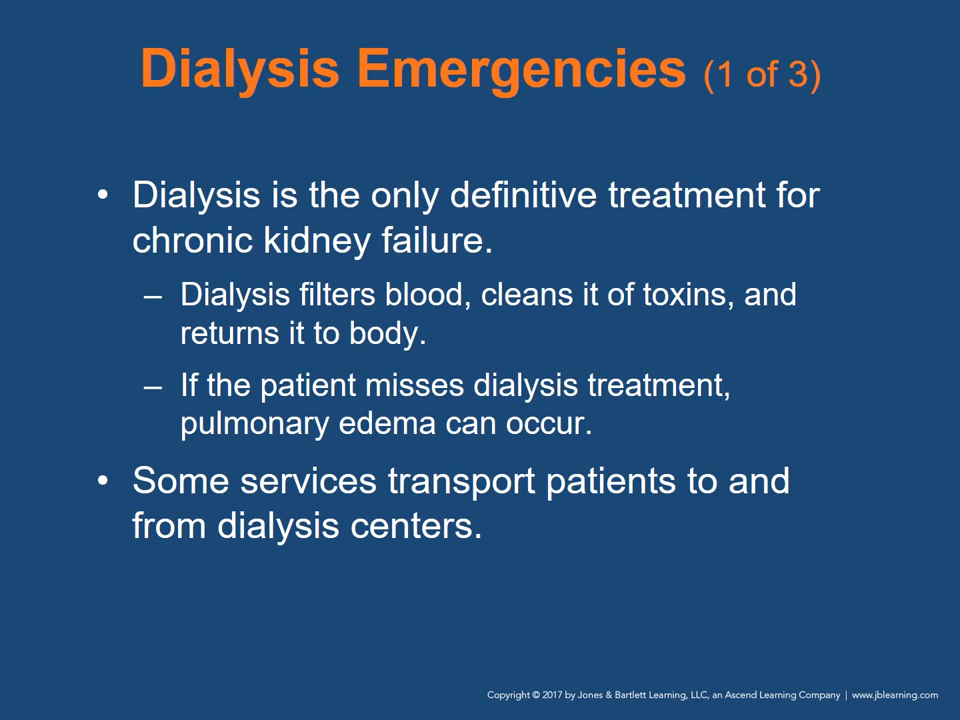 Dialysis Emergencies (1 of 3)
• Dialysis is the only definitive treatment for
chronic kidney failure.
– Dialysis filters blood, cleans it of toxins, and
returns it to body.
– If the patient misses dialysis treatment,
pulmonary edema can occur.
• Some services transport patients to and
from dialysis centers.
Copyright © 2017 by Jones & Bartlett Learning, LLC, an Ascend Learning Company | www.jblearning.com